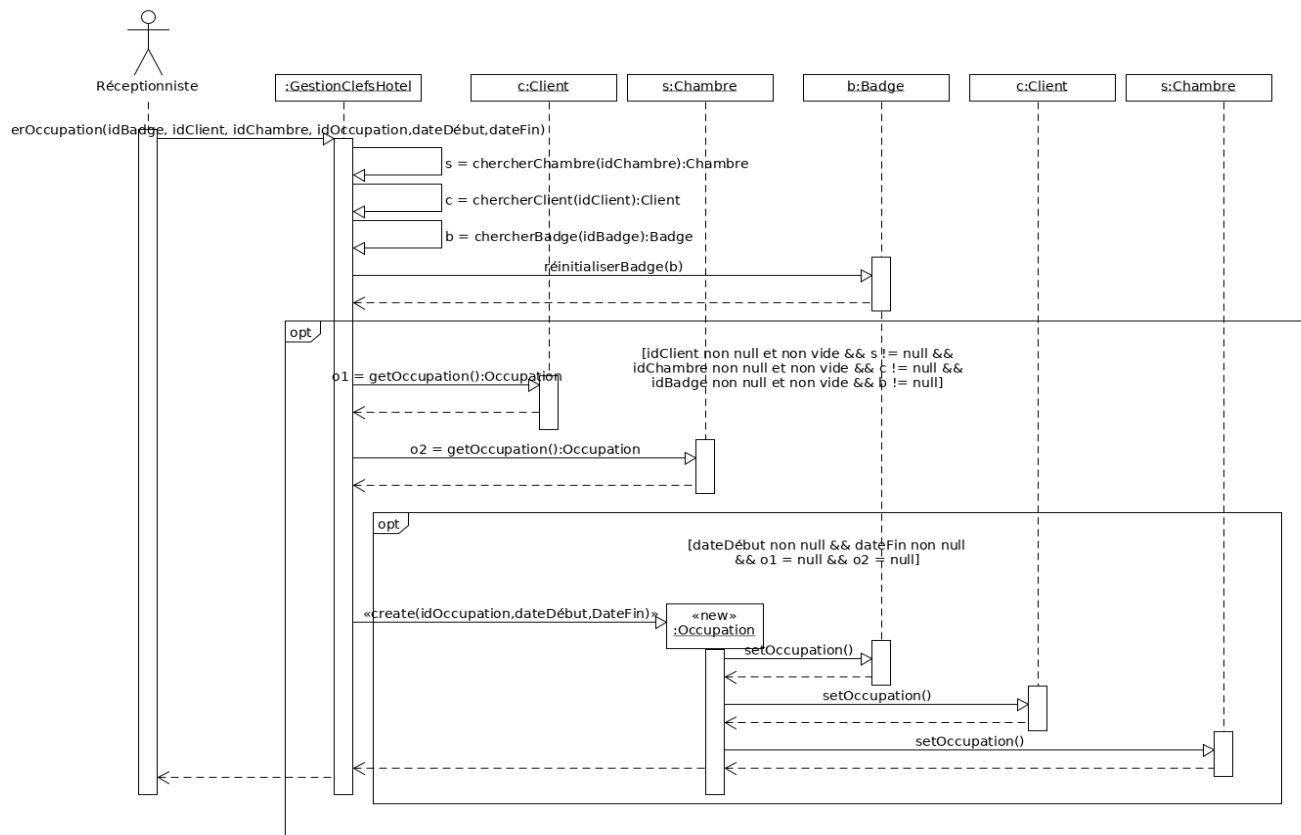 Réceptionniste
:GestionClefsHotel
c:Client
s:Chambre
b:Badge
c:Client
s:Chambre
erOccupation(idBadge, idClient, idChambre, idOccupation,dateDébut,dateFin)
s = chercherChambre(idChambre):Chambre
c = chercherClient(idClient):Client
b = chercherBadge(idBadge):Badge
réinitialiserBadge(b)
opt
[idClient non null et non vide && s != null &&
idChambre non null et non vide && c != null &&
idBadge non null et non vide && b != null]
o1 = getOccupation():Occupation
o2 = getOccupation():Occupation
opt
[dateDébut non null && dateFin non null
&& o1 = null && o2 = null]
«create(idOccupation,dateDébut,DateFin)»
«new»
:Occupation
setOccupation()
setOccupation()
setOccupation()